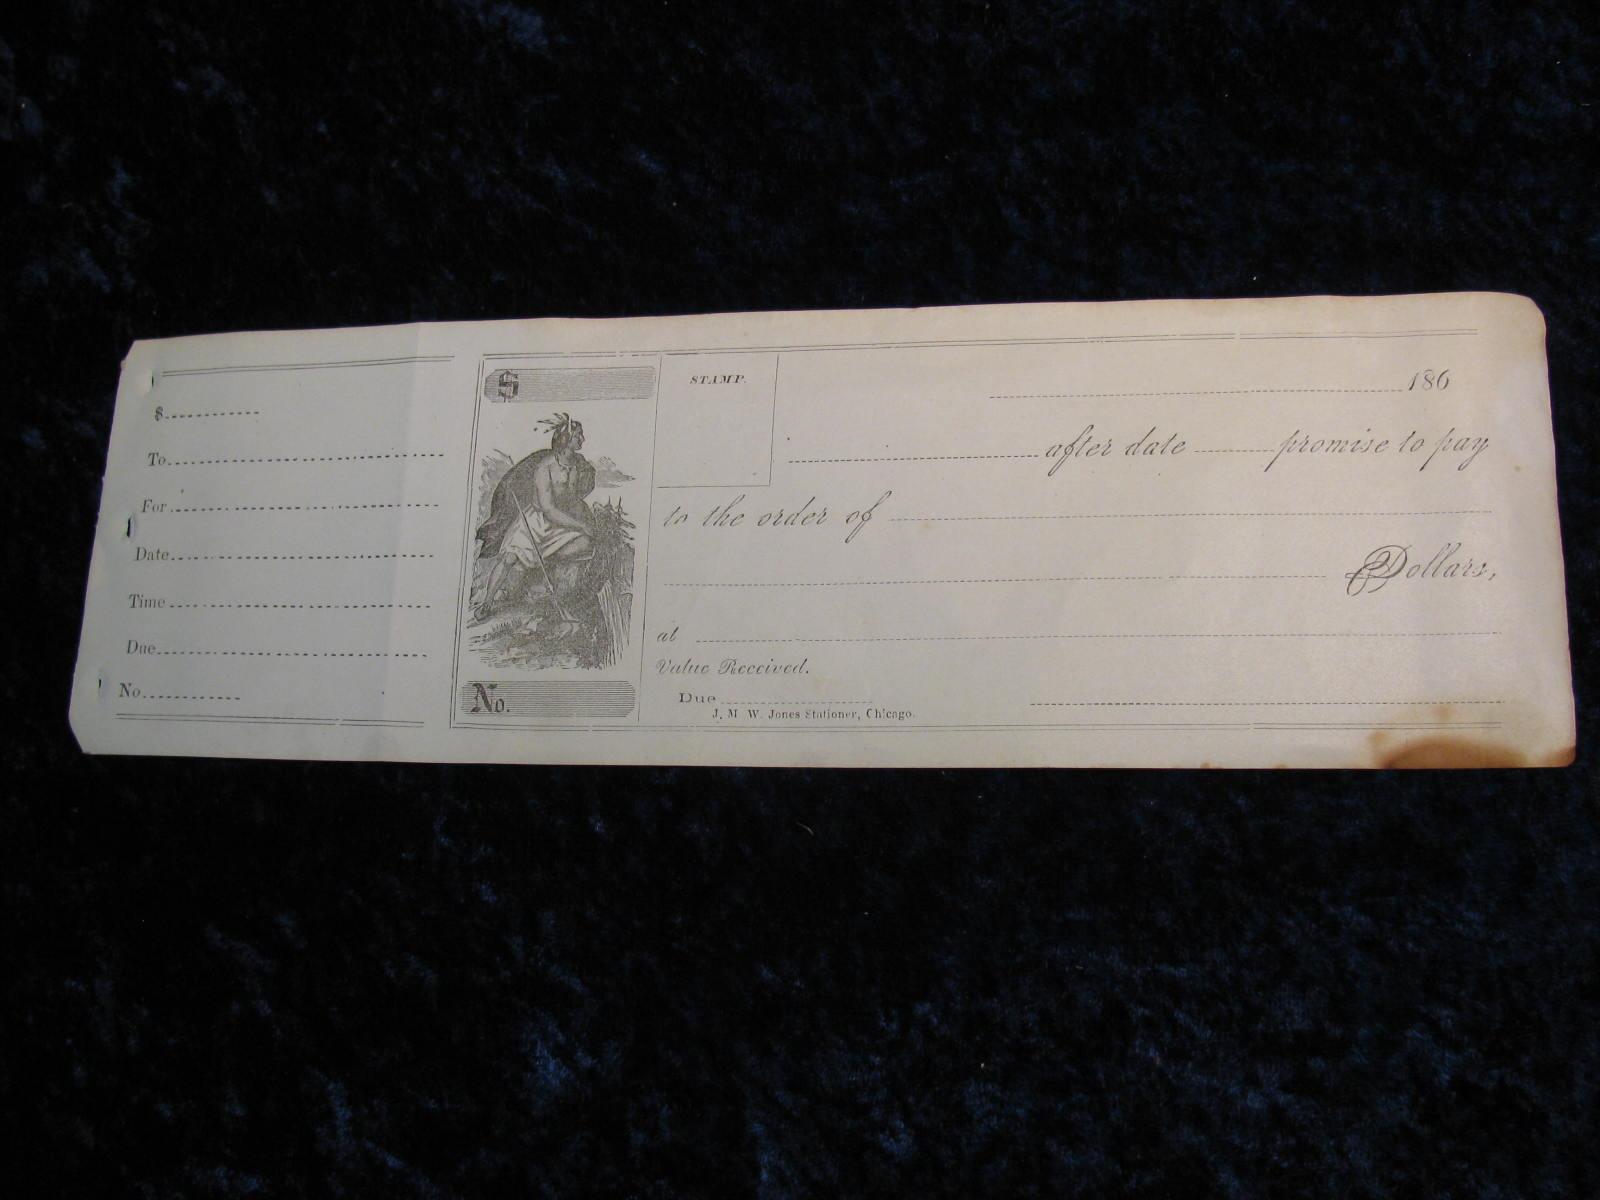 $
To
For
Date
Time
Due
No
$
No.
STAMP.
186
after date promise to pay
to the order of
Dollars,
at
Value Received.
Due
J. M. W. Jones Stationer, Chicago.